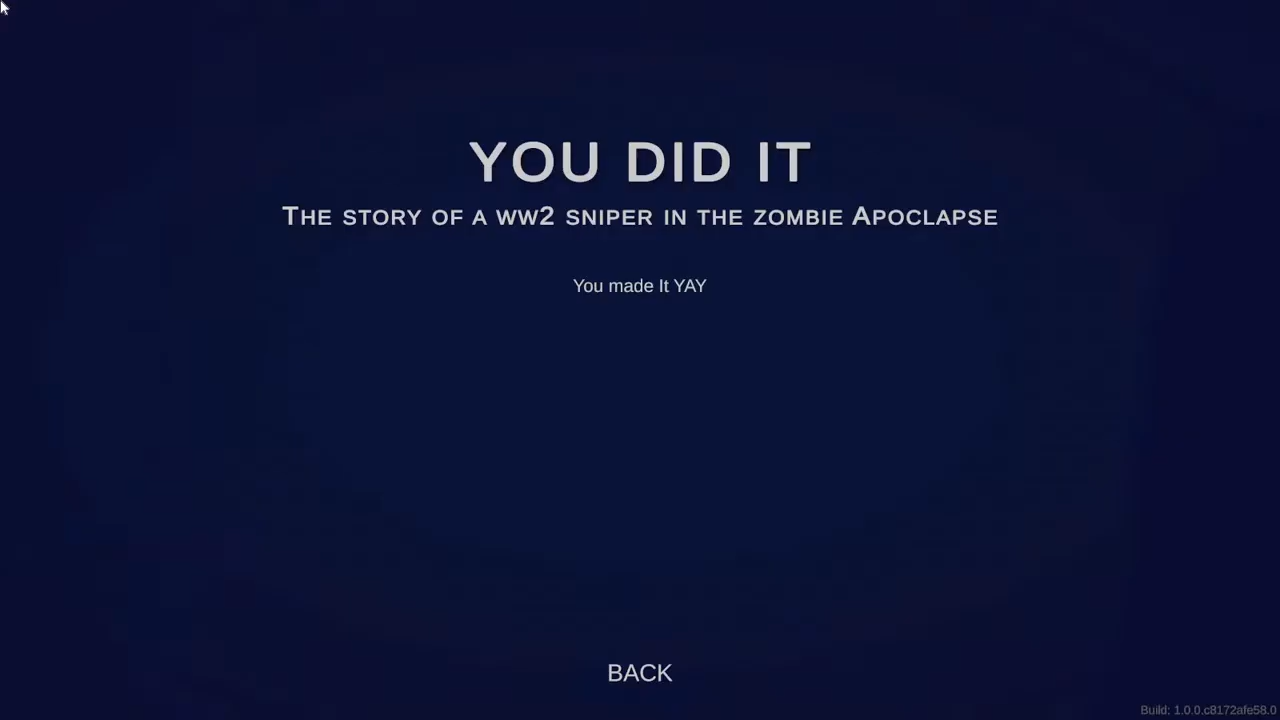 YOU DID IT
The story of a ww2 sniper in the zombie Apoclapse
You made It YAY
BACK
Build: 1.0.0.c8172afe58.0